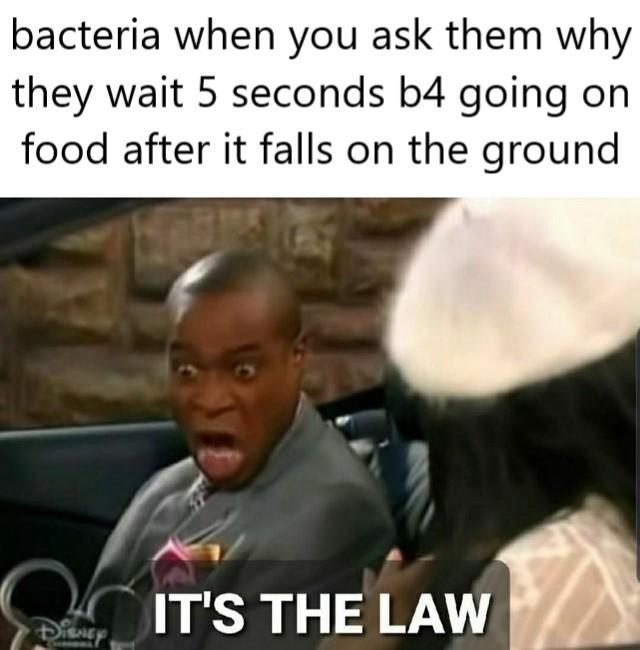 bacteria when you ask them why
they wait 5 seconds b4 going on
food after it falls on the ground
IT'S THE LAW
DISNEP